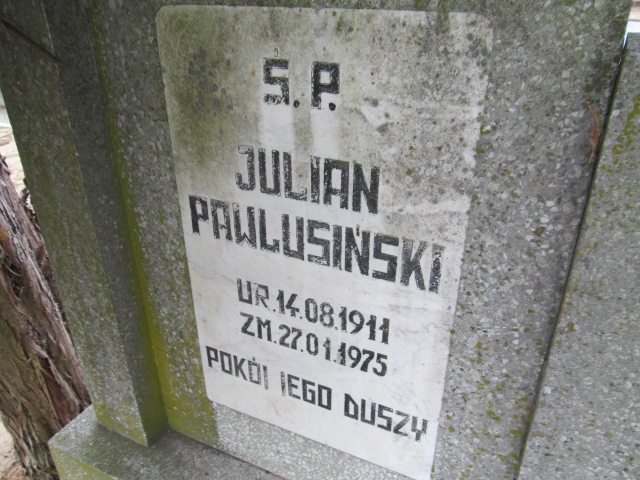 Ś. P.
JULIAN
PAWLUSIŃSKI
UR. 14.08.1911
ZM. 27.01.1975
POKÓJ JEGO DUSZY